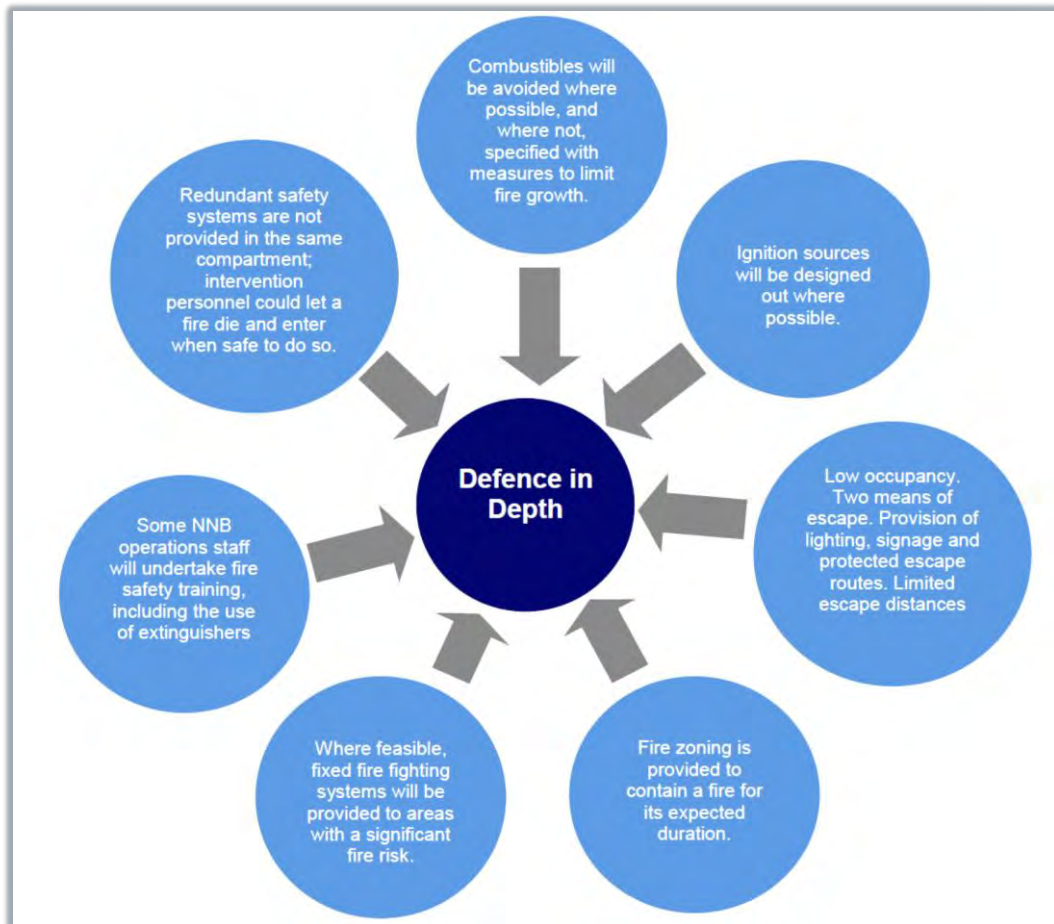 Combustibles will
be avoided where
possible, and
where not,
specified with
measures to limit
fire growth.
Ignition sources
will be designed
out where
possible.
Low occupancy.
Two means of
escape. Provision of
lighting, signage and
protected escape
routes. Limited
escape distances
Fire zoning is
provided to
contain a fire for
its expected
duration.
Where feasible,
fixed fire fighting
systems will be
provided to areas
with a significant
fire risk.
Some NNB
operations staff
will undertake fire
safety training,
including the use
of extinguishers
Redundant safety
systems are not
provided in the same
compartment;
intervention
personnel could let a
fire die and enter
when safe to do so.
Defence in
Depth